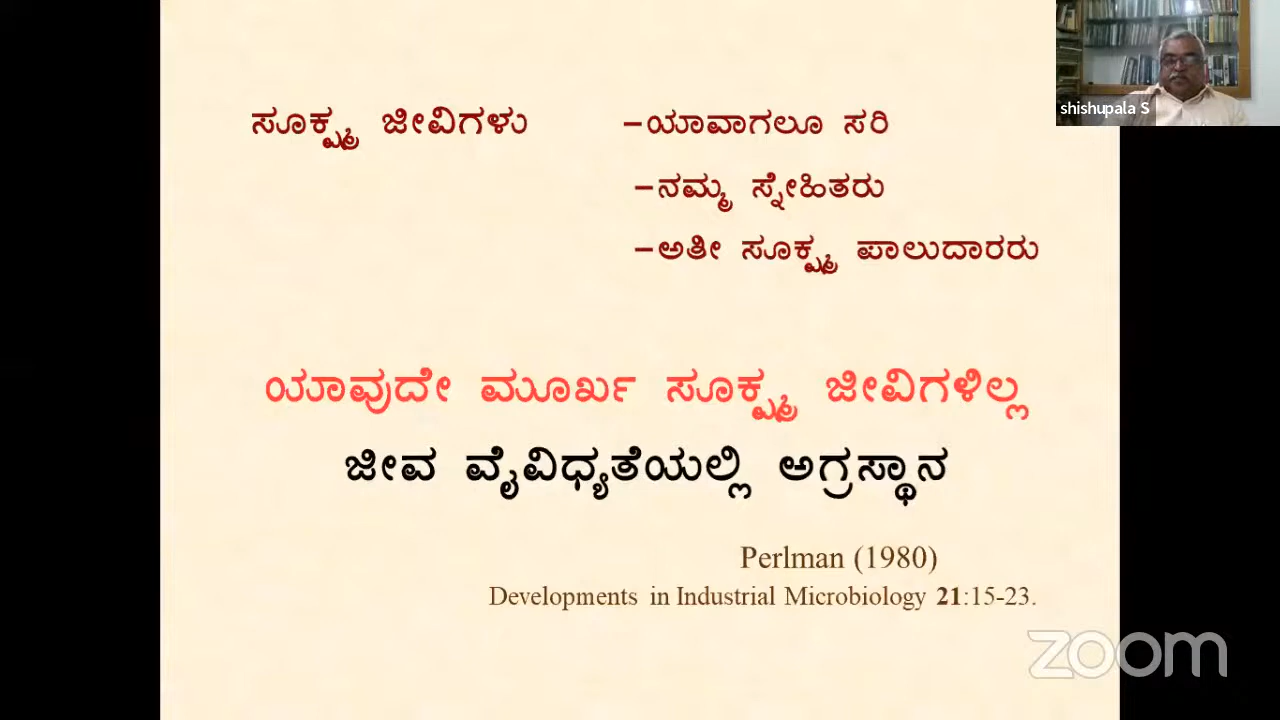 shishupala S
ಸೂಕ್ಷ್ಮ ಜೀವಿಗಳು –ಯಾವಾಗಲೂ ಸರಿ
–ನಮ್ಮ ಸ್ನೇಹಿತರು
–ಅತೀ ಸೂಕ್ಷ್ಮ ಪಾಲುದಾರರು
ಯಾವುದೇ ಮೂರ್ಖ ಸೂಕ್ಷ್ಮ ಜೀವಿಗಳಿಲ್ಲ
ಜೀವ ವೈವಿಧ್ಯತೆಯಲ್ಲಿ ಅಗ್ರಸ್ಥಾನ
Perlman (1980)
Developments in Industrial Microbiology 21:15-23.
zoom